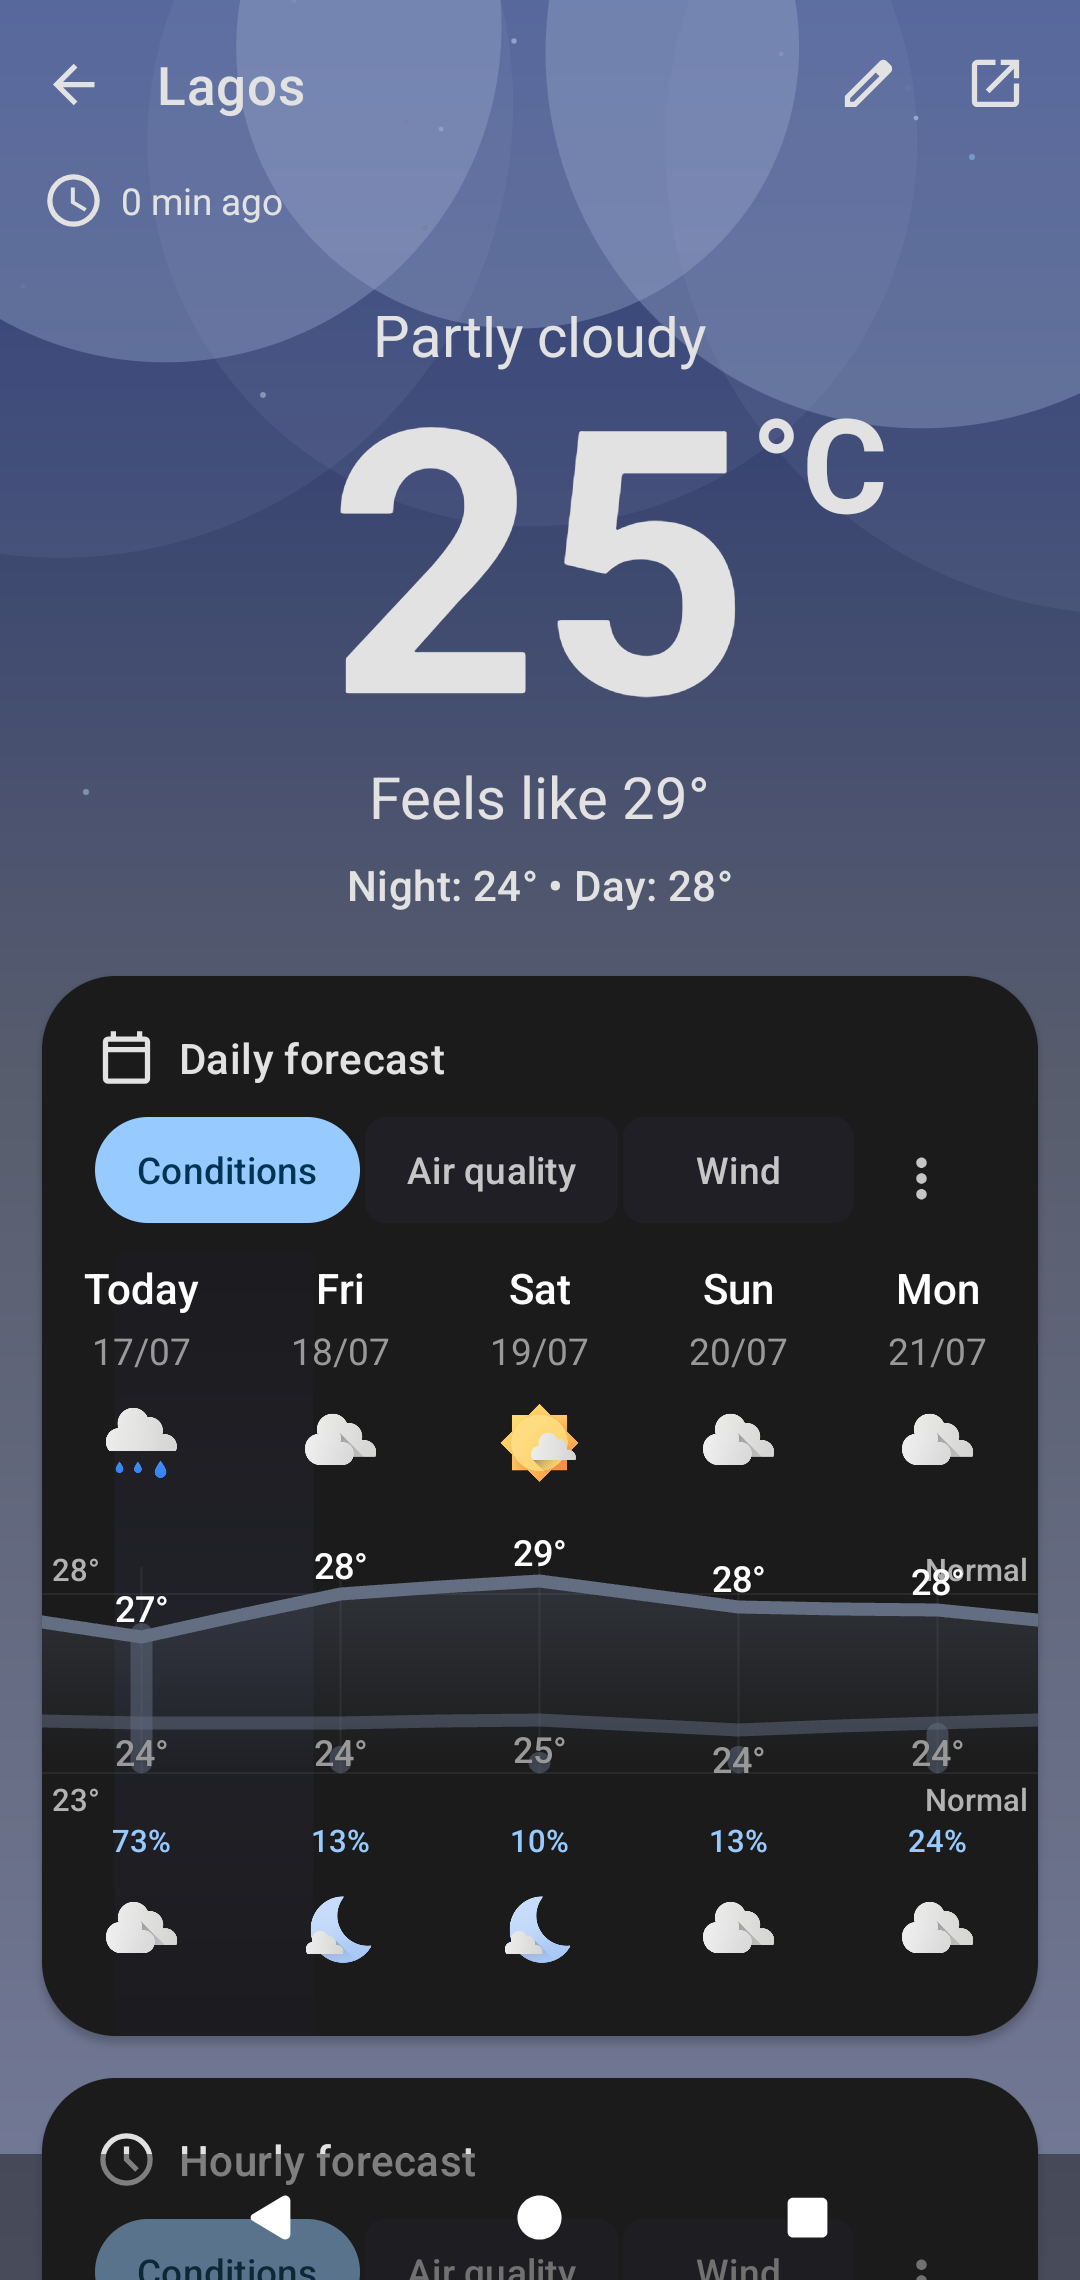 Lagos
0 min ago
Partly cloudy
25°C
Feels like 29°
Night: 24° • Day: 28°
Daily forecast
Conditions Air quality Wind
Today Fri Sat Sun Mon
17/07 18/07 19/07 20/07 21/07
28° 27° 28° 29° 28° 28° Normal
24° 24° 25° 24° 24°
23° Normal
73% 13% 10% 13% 24%
Hourly forecast
Conditions Air quality Wind